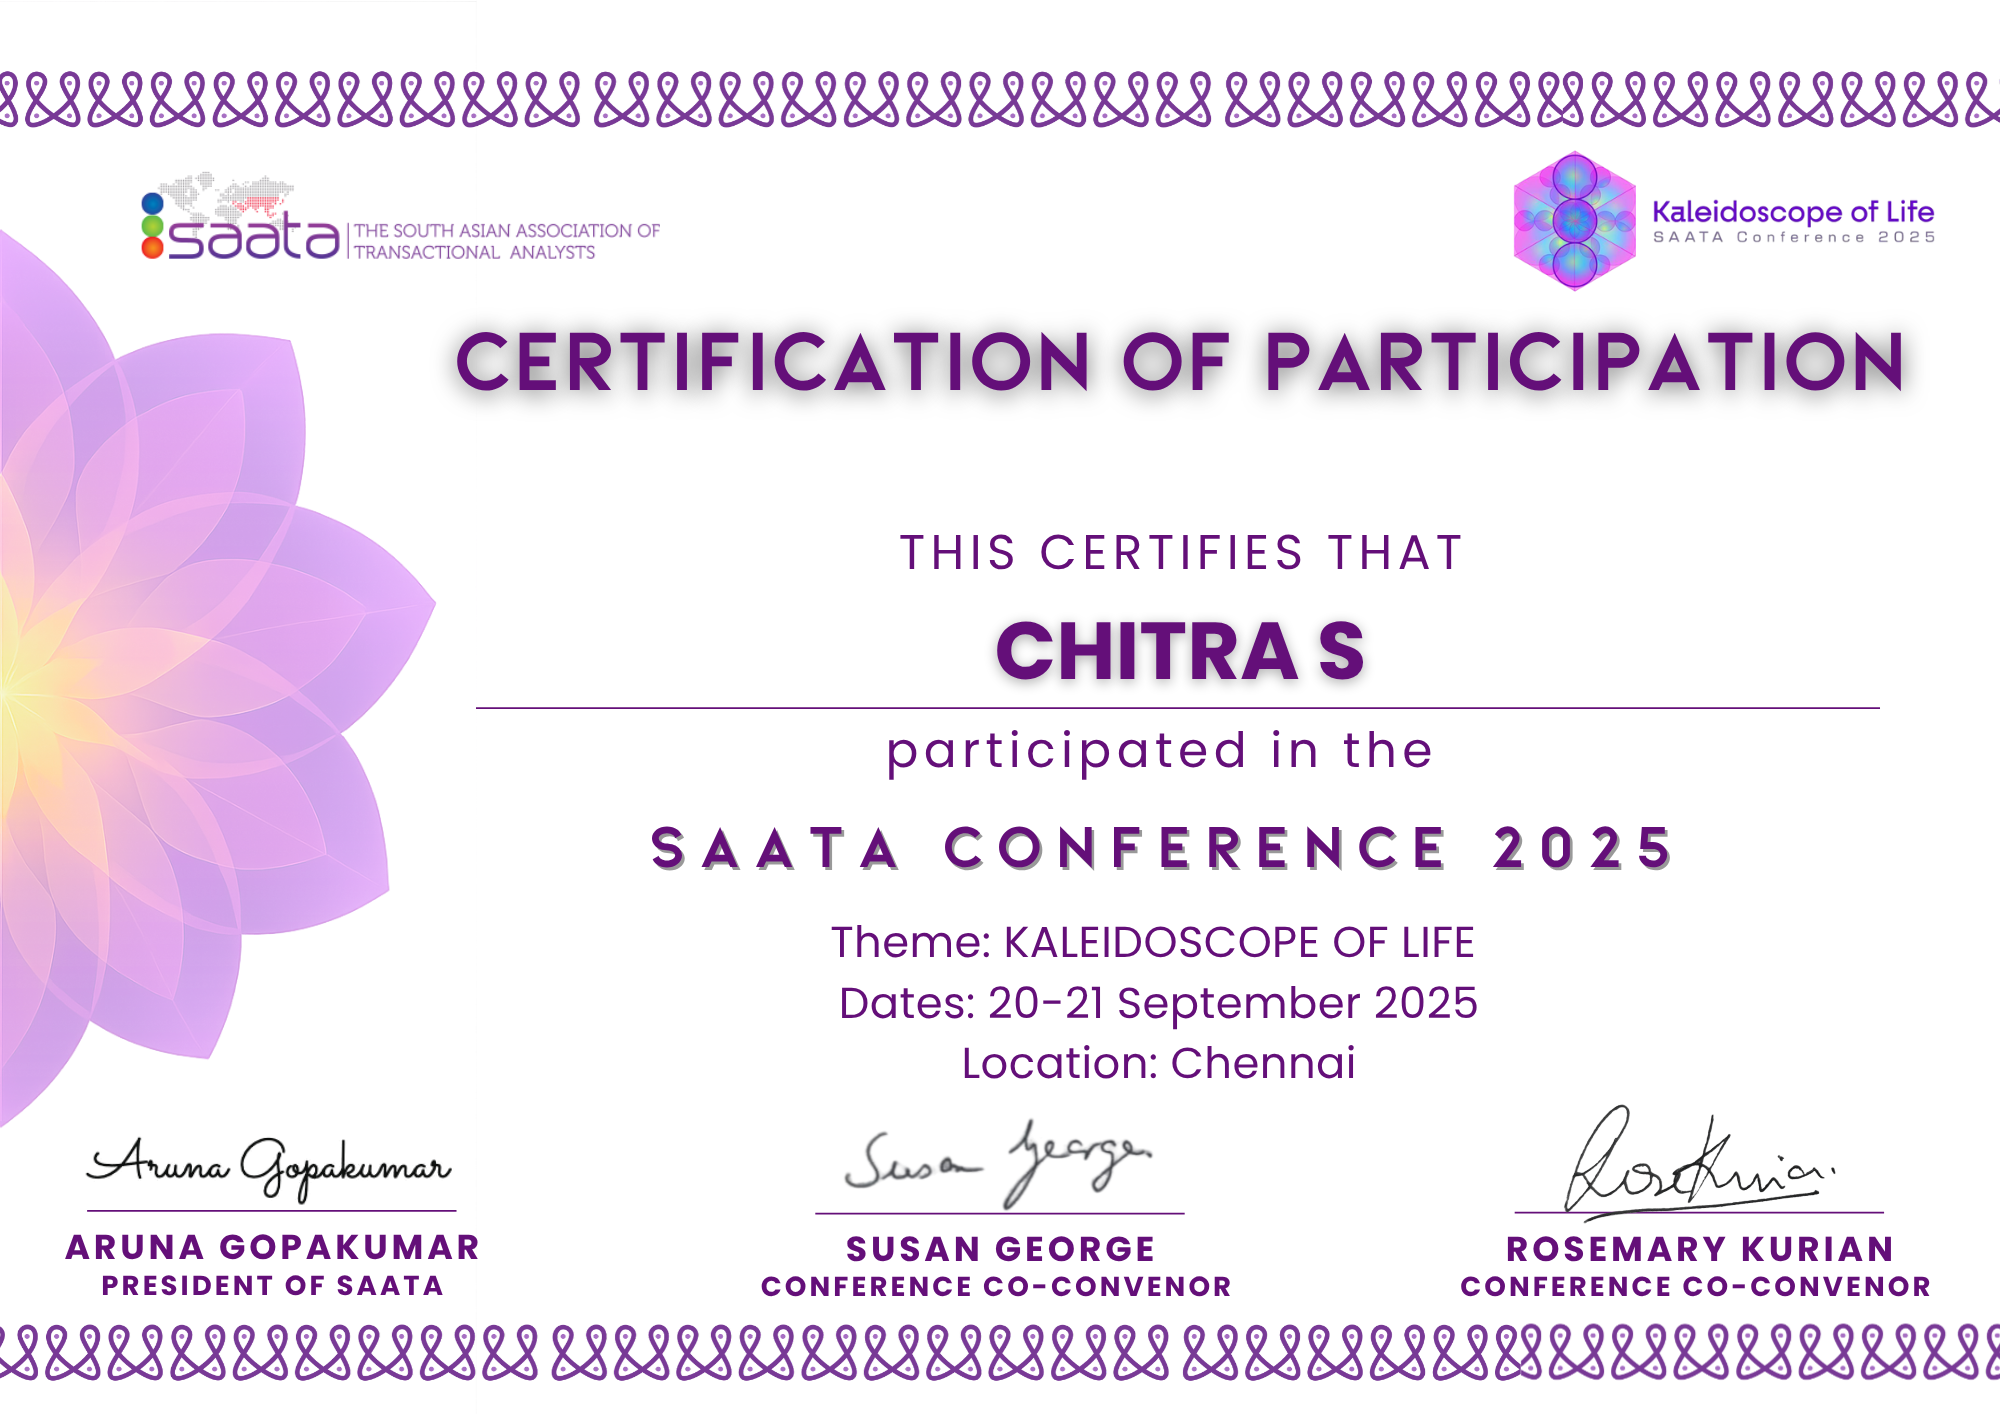 saata
THE SOUTH ASIAN ASSOCIATION OF
TRANSACTIONAL ANALYSTS
Kaleidoscope of Life
SAATA Conference 2025
CERTIFICATION OF PARTICIPATION
THIS CERTIFIES THAT
CHITRA S
participated in the
SAATA CONFERENCE 2025
Theme: KALEIDOSCOPE OF LIFE
Dates: 20-21 September 2025
Location: Chennai
Aruna Gopakumar
Susan George
Rose Kurian
ARUNA GOPAKUMAR
PRESIDENT OF SAATA
SUSAN GEORGE
CONFERENCE CO-CONVENOR
ROSEMARY KURIAN
CONFERENCE CO-CONVENOR